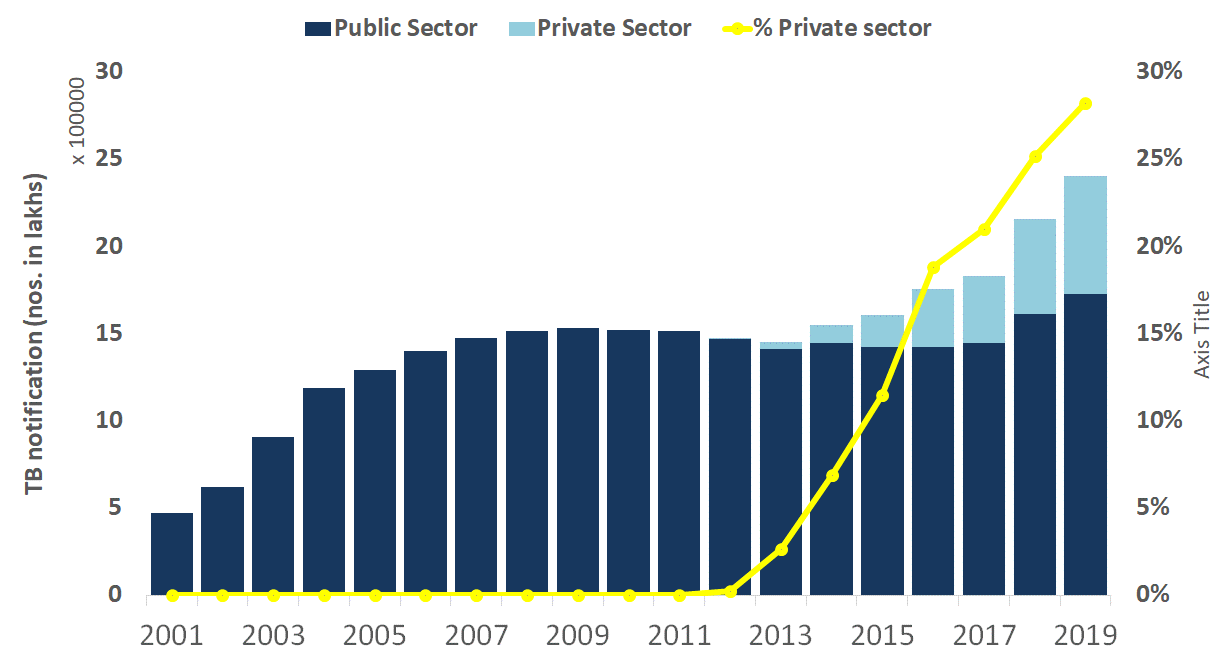 Public Sector Private Sector % Private sector
x 100000
TB notification (nos. in lakhs)
30
25
20
15
10
5
0
30%
25%
20%
15%
10%
5%
0%
Axis Title
2001 2003 2005 2007 2009 2011 2013 2015 2017 2019